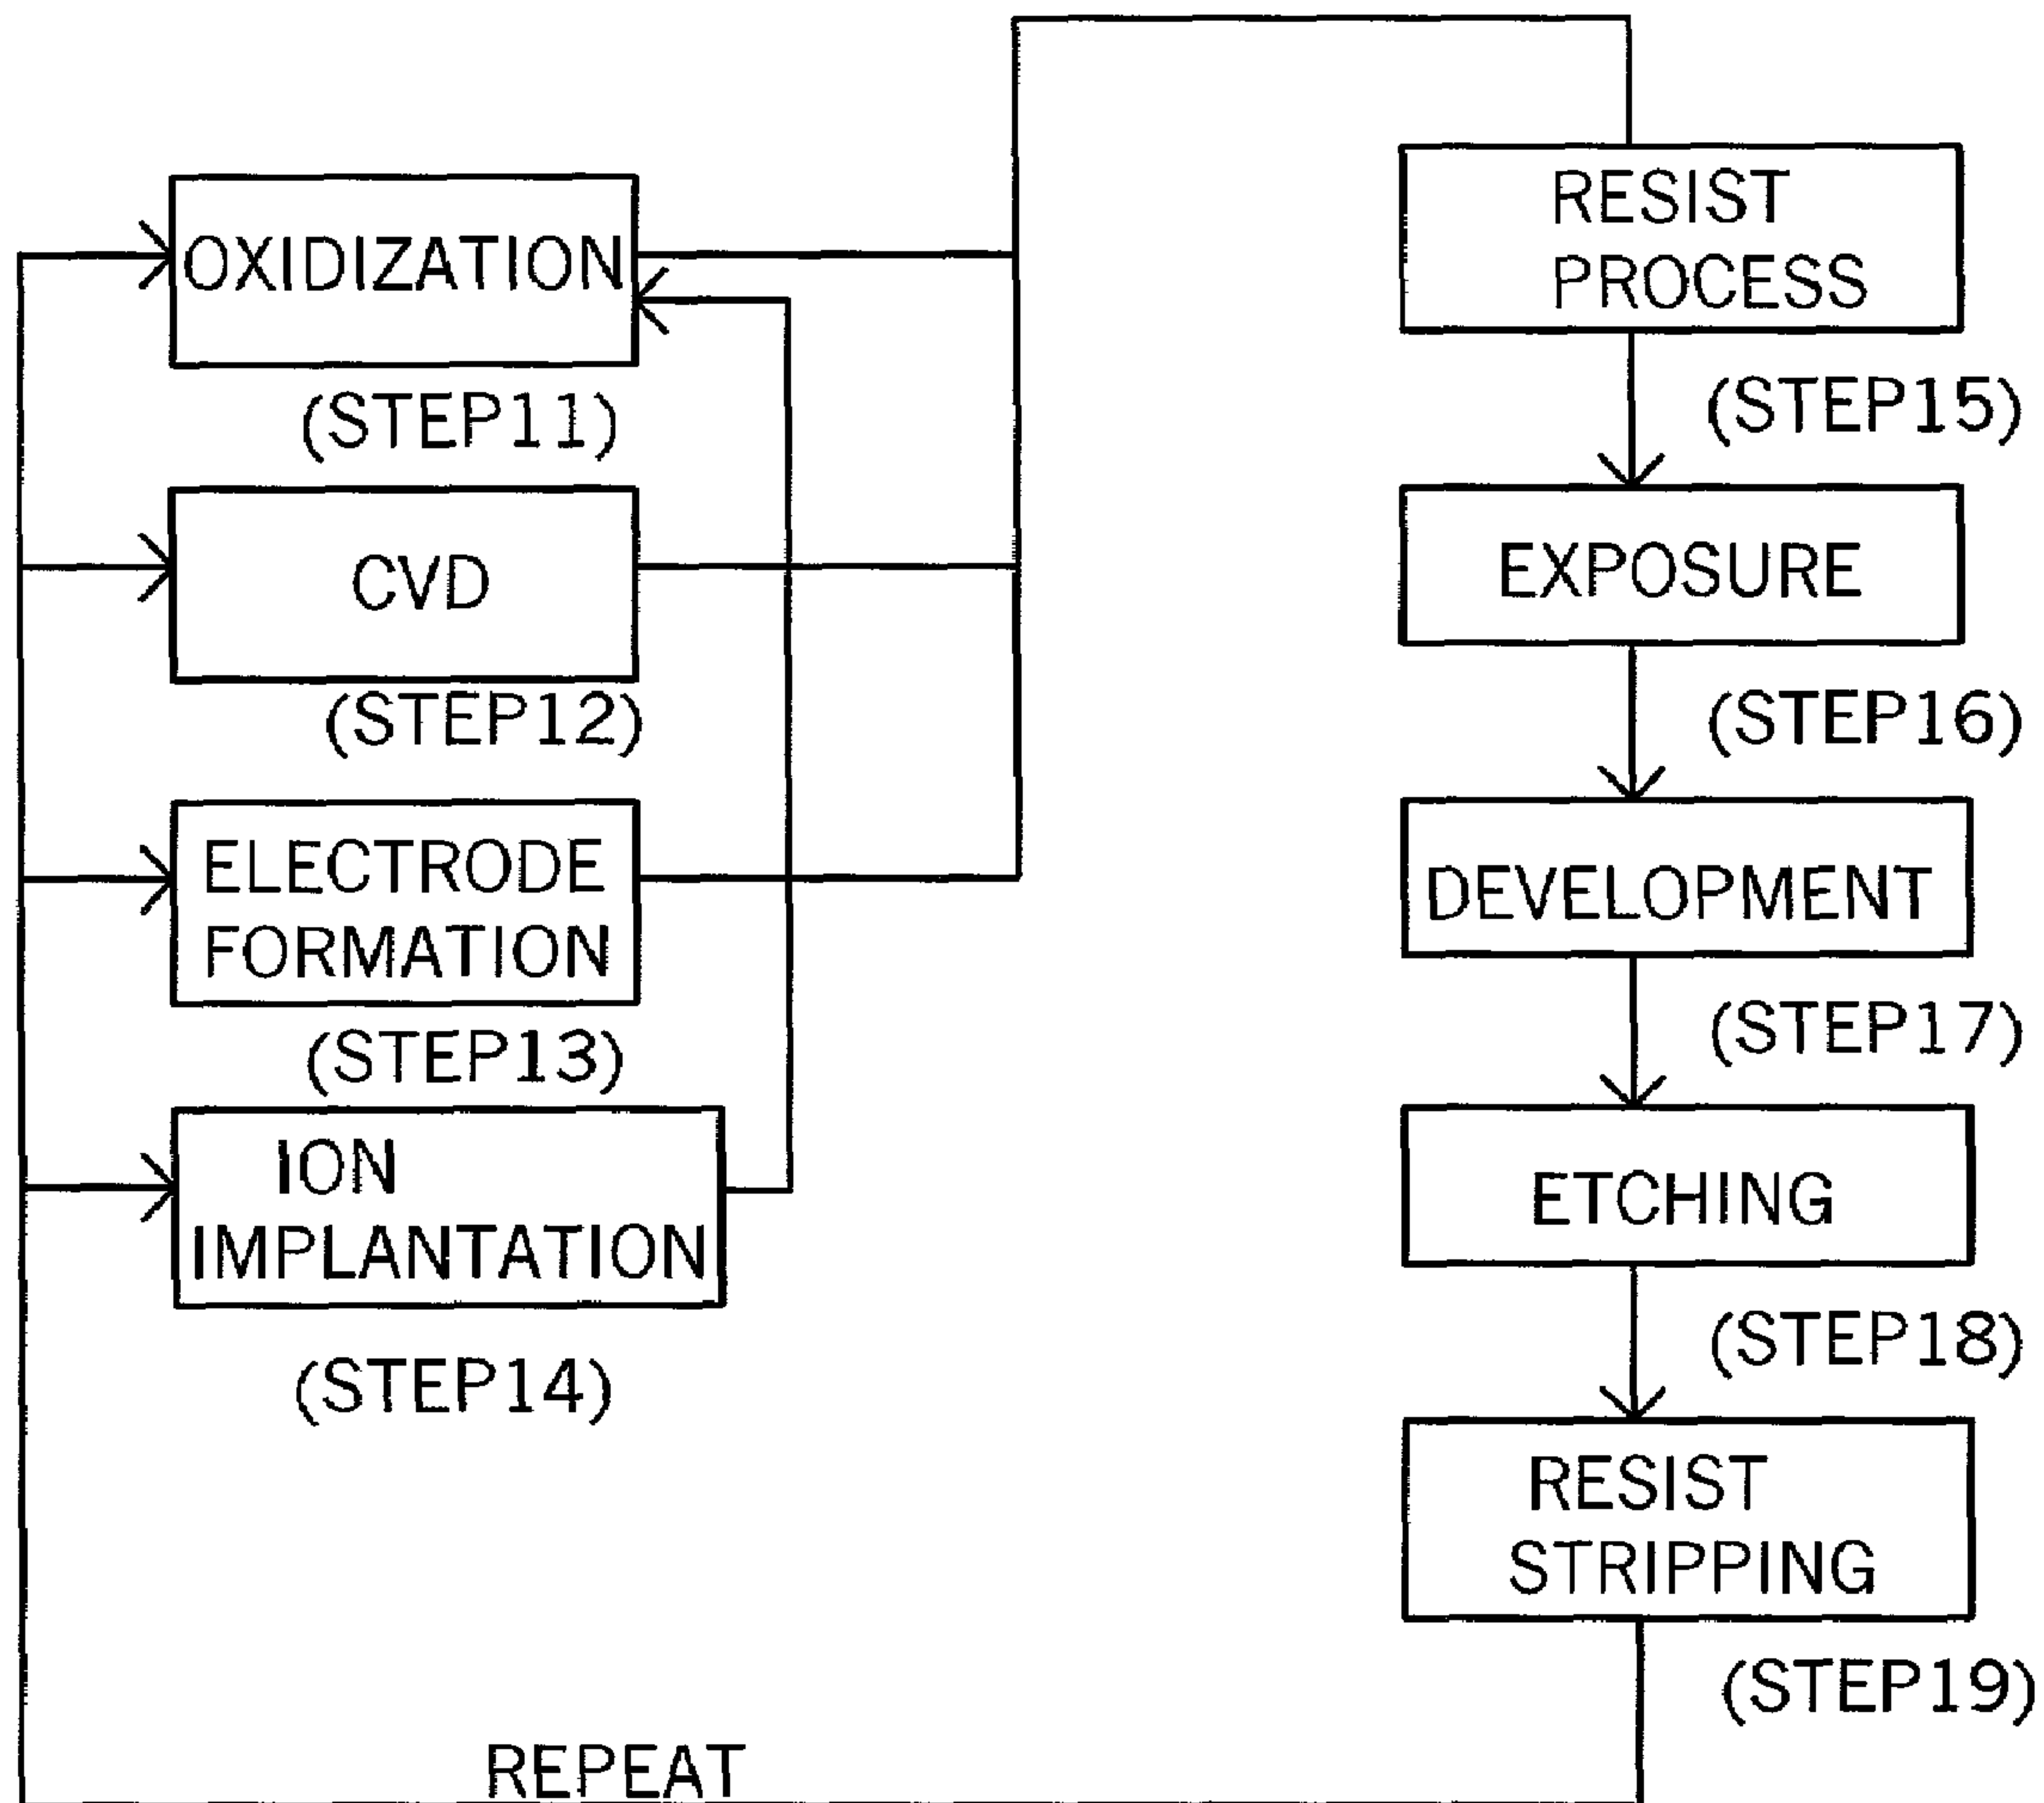 OXIDIZATION
(STEP11)
CVD
(STEP12)
ELECTRODE
FORMATION
(STEP13)
ION
IMPLANTATION
(STEP14)
RESIST
PROCESS
(STEP15)
EXPOSURE
(STEP16)
DEVELOPMENT
(STEP17)
ETCHING
(STEP18)
RESIST
STRIPPING
(STEP19)
REPEAT